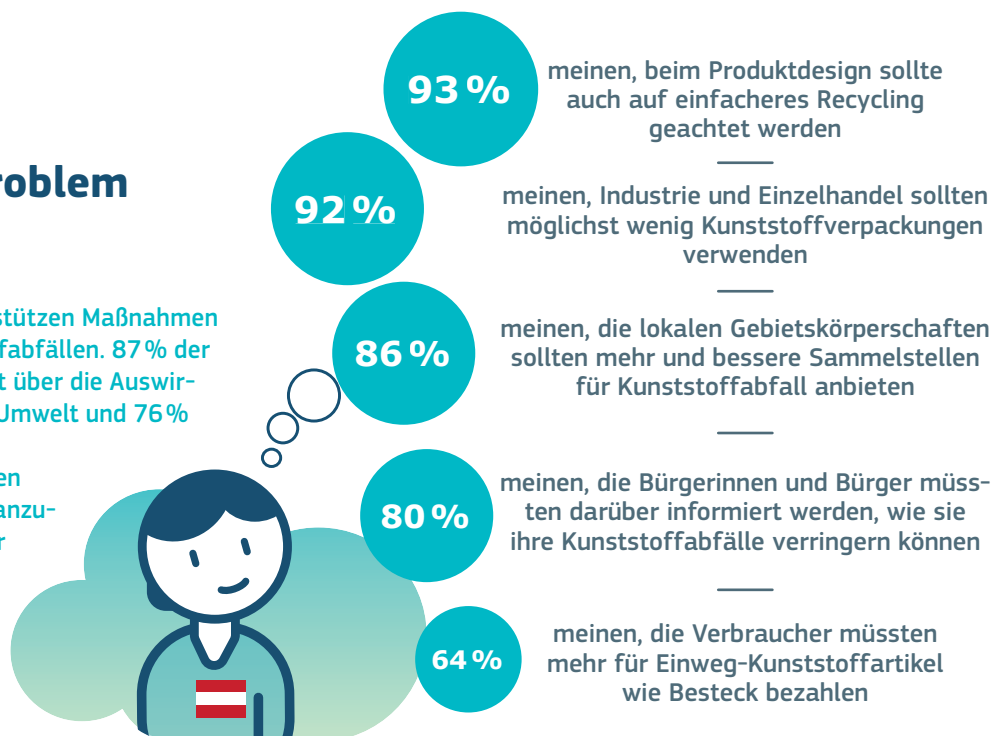 roblem
stützen Maßnahmen
fabfällen. 87 % der
t über die Auswir-
Umwelt und 76 %
en
anzu-
r
93 %
meinen, beim Produktdesign sollte
auch auf einfacheres Recycling
geachtet werden
92 %
meinen, Industrie und Einzelhandel sollten
möglichst wenig Kunststoffverpackungen
verwenden
86 %
meinen, die lokalen Gebietskörperschaften
sollten mehr und bessere Sammelstellen
für Kunststoffabfall anbieten
80 %
meinen, die Bürgerinnen und Bürger müss-
ten darüber informiert werden, wie sie
ihre Kunststoffabfälle verringern können
64 %
meinen, die Verbraucher müssten
mehr für Einweg-Kunststoffartikel
wie Besteck bezahlen